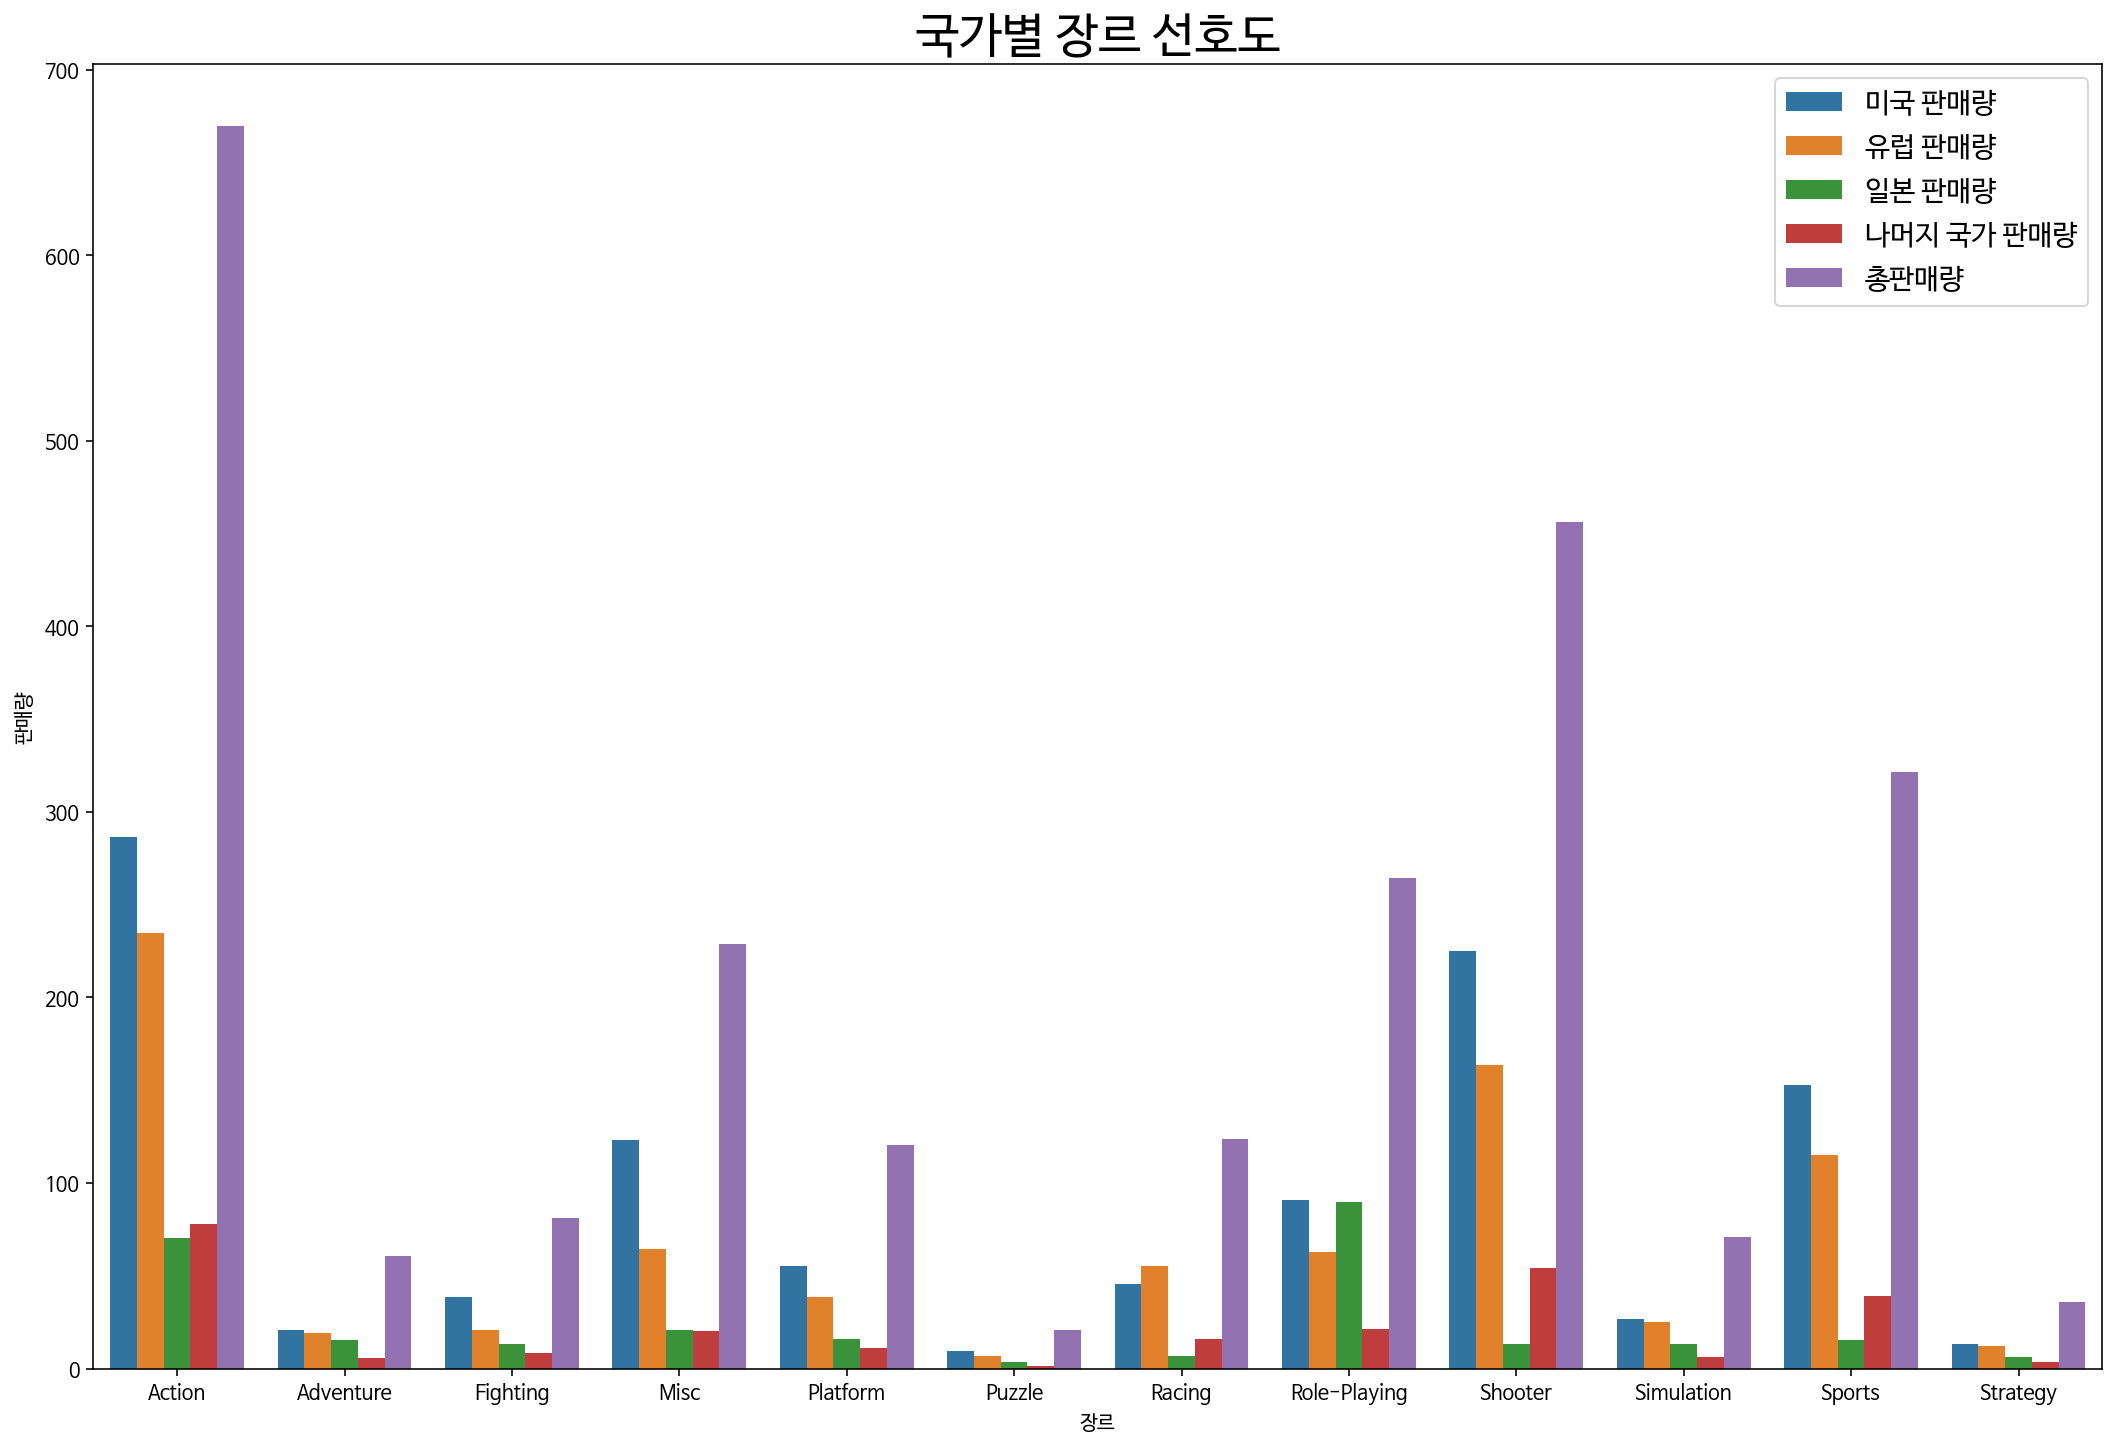 국가별 장르 선호도
700
600
500
400
300
200
100
0
판매량
미국 판매량
유럽 판매량
일본 판매량
나머지 국가 판매량
총판매량
Action Adventure Fighting Misc Platform Puzzle Racing Role-Playing Shooter Simulation Sports Strategy
장르